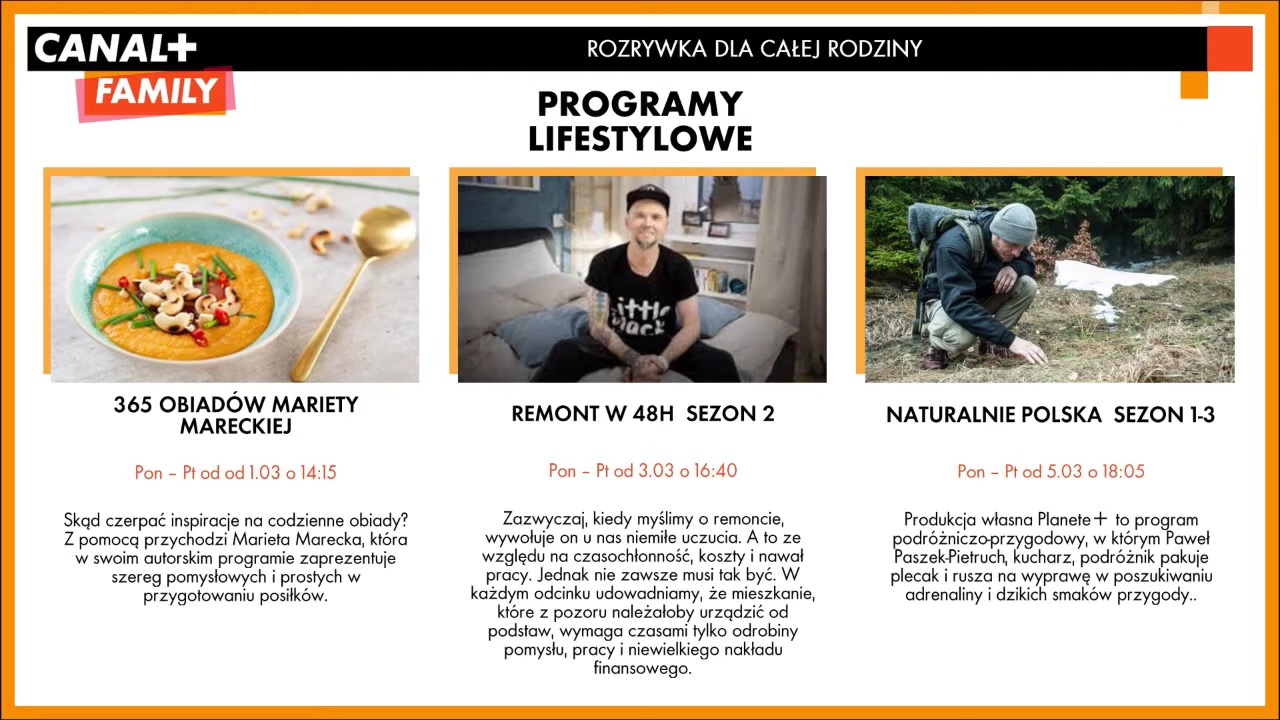 CANAL+
FAMILY
ROZRYWKA DLA CAŁEJ RODZINY
PROGRAMY
LIFESTYLOWE
365 OBIADÓW MARIETY
MARECKIEJ
Pon – Pt od od 1.03 o 14:15
Skąd czerpać inspiracje na codzienne obiady?
Z pomocą przychodzi Marieta Marecka, która
w swoim autorskim programie zaprezentuje
szereg pomysłowych i prostych w
przygotowaniu posiłków.
little
black
REMONT W 48H SEZON 2
Pon – Pt od 3.03 o 16:40
Zazwyczaj, kiedy myślimy o remoncie,
wywołuje on u nas niemiłe uczucia. A to ze
względu na czasochłonność, koszty i nawał
pracy. Jednak nie zawsze musi tak być. W
każdym odcinku udowadniamy, że mieszkanie,
które z pozoru należałoby urządzić od
podstaw, wymaga czasami tylko odrobiny
pomysłu, pracy i niewielkiego nakładu
finansowego.
NATURALNIE POLSKA SEZON 1-3
Pon – Pt od 5.03 o 18:05
Produkcja własna Planete+ to program
podróżniczo-przygodowy, w którym Paweł
Paszek-Pietruch, kucharz, podróżnik pakuje
plecak i rusza na wyprawę w poszukiwaniu
adrenaliny i dzikich smaków przygody..